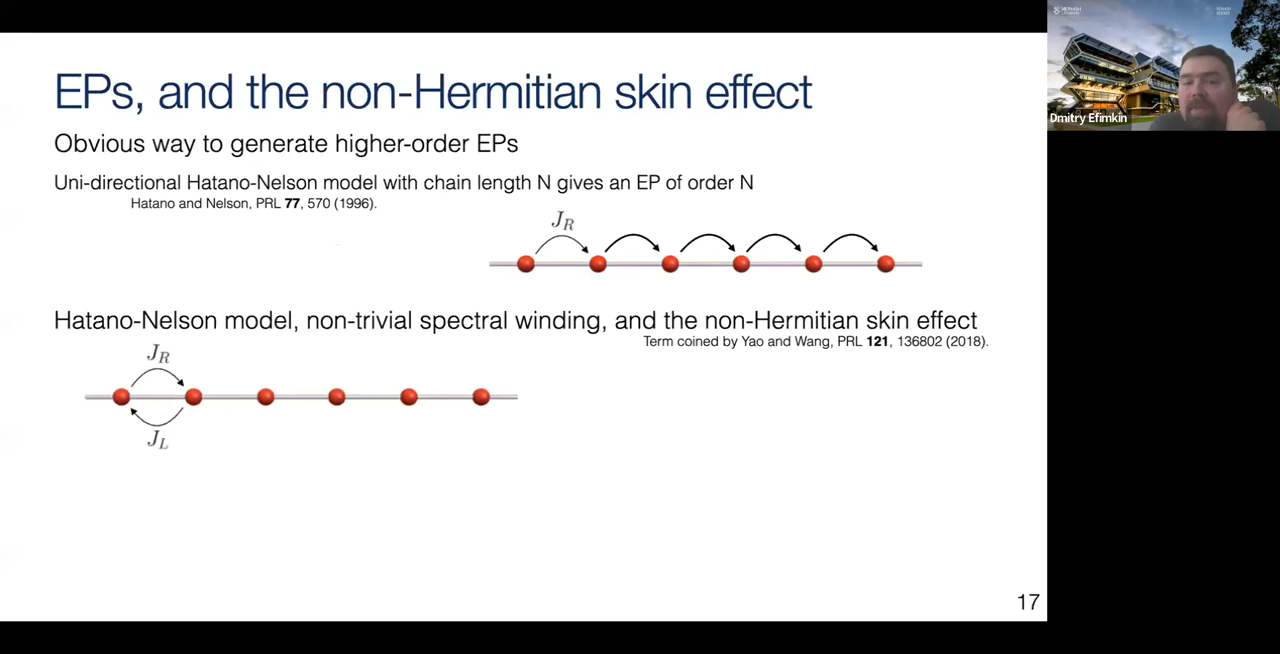 EPs, and the non-Hermitian skin effect
Obvious way to generate higher-order EPs
Uni-directional Hatano-Nelson model with chain length N gives an EP of order N
Hatano and Nelson, PRL 77, 570 (1996).
J_R
Hatano-Nelson model, non-trivial spectral winding, and the non-Hermitian skin effect
Term coined by Yao and Wang, PRL 121, 136802 (2018).
J_R
J_L
17
MONASH
University
Dmitry Efimkin